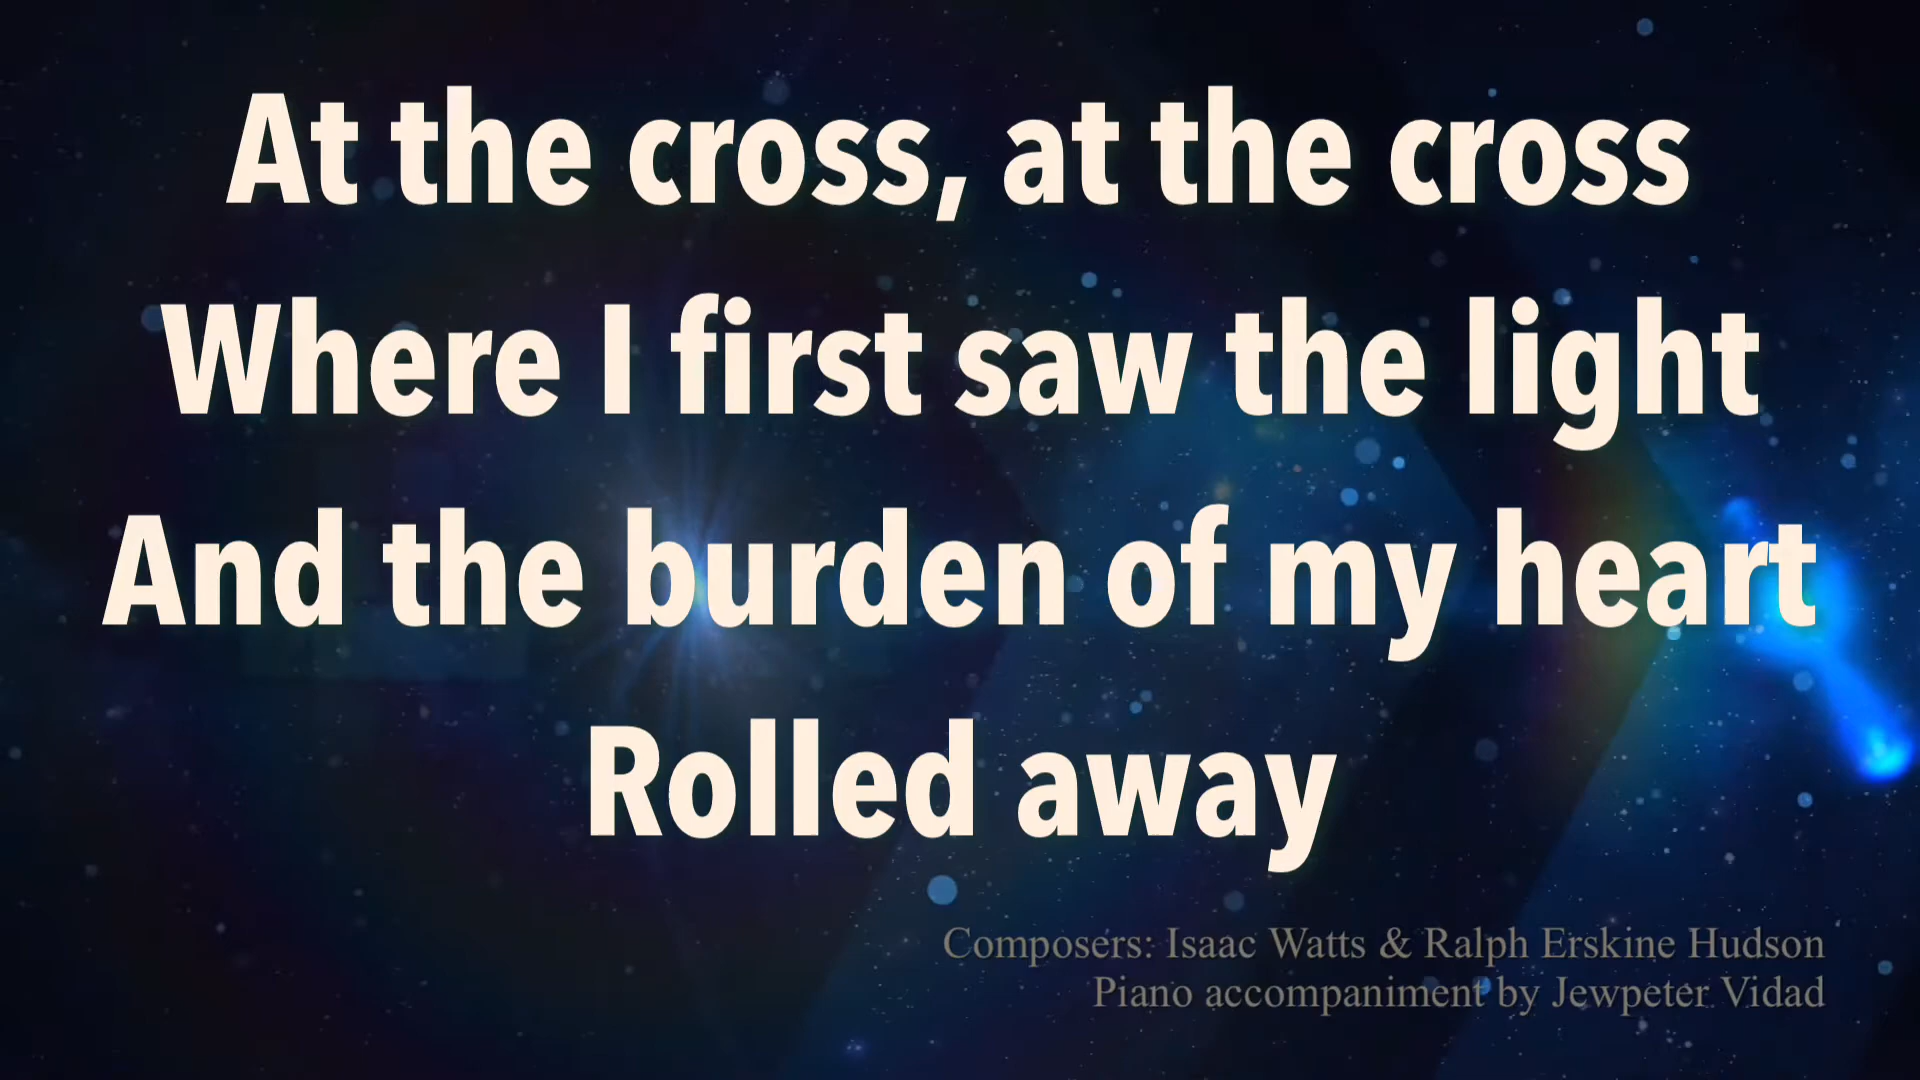 At the cross, at the cross
Where I first saw the light
And the burden of my heart
Rolled away
Composers: Isaac Watts & Ralph Erskine Hudson
Piano accompaniment by Jewpeter Vidad